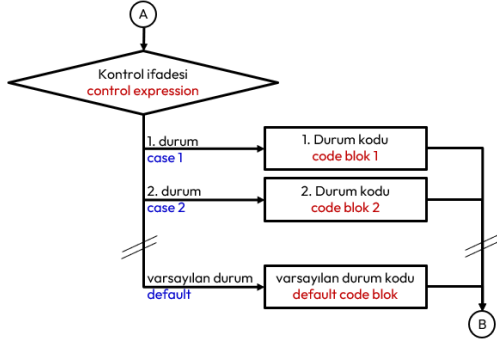 A
Kontrol ifadesi
control expression
1. durum
case 1
1. Durum kodu
code blok 1
2. durum
case 2
2. Durum kodu
code blok 2
varsayılan durum
default
varsayılan durum kodu
default code blok
B